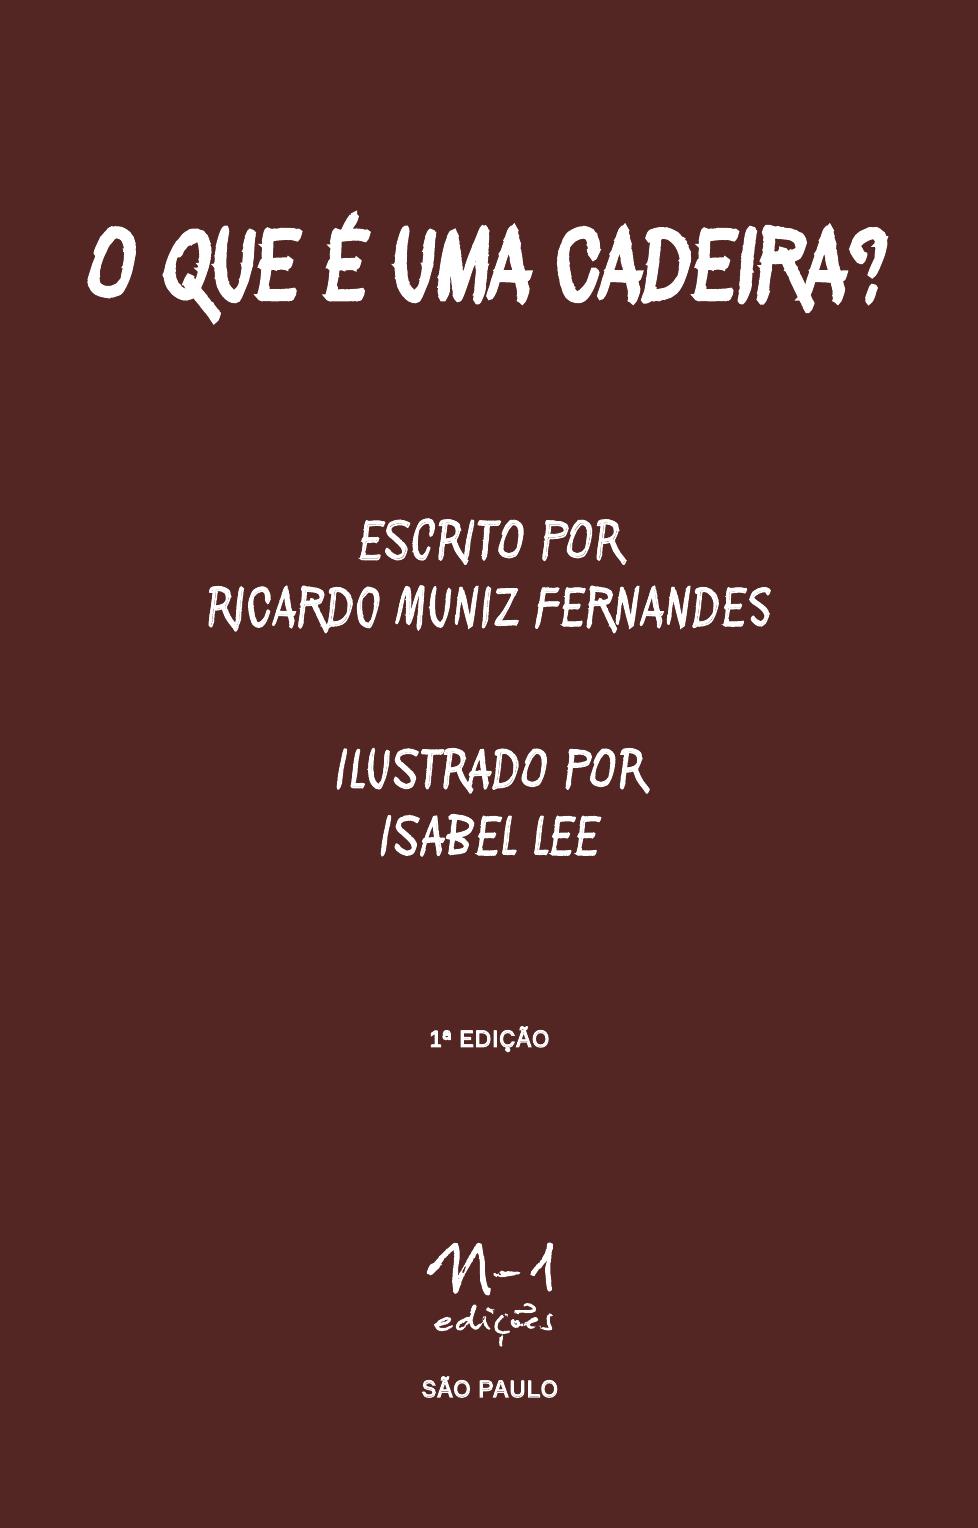 O QUE É UMA CADEIRA?
ESCRITO POR
RICARDO MUNIZ FERNANDES
ILUSTRADO POR
ISABEL LEE
1ª EDIÇÃO
N-1
edições
SÃO PAULO